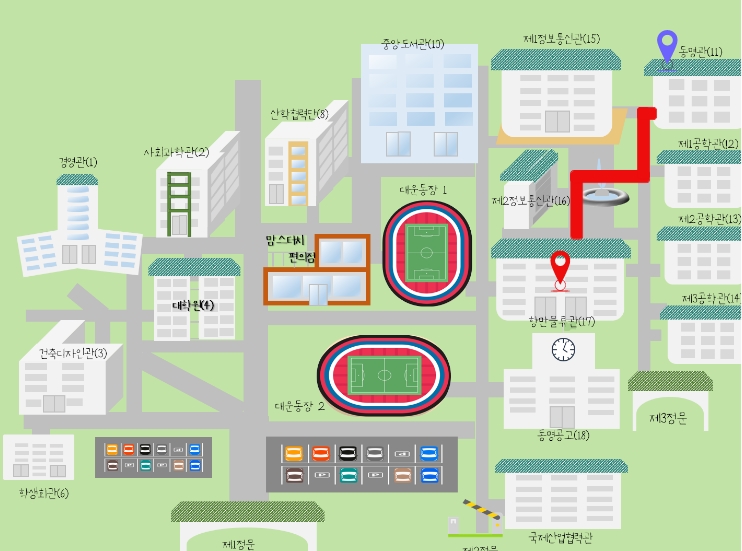 중앙도서관(10)
제1정보통신관(15)
동명관(11)
산학협력단(8)
제1공학관(12)
사회과학관(2)
경영관(1)
대운동장 1
제2정보통신관(16)
제2공학관(13)
맘스터치
편의점
대학원(4)
제3공학관(14)
항만물류관(17)
건축디자인관(3)
대운동장 2
제3정문
동명공고(18)
학생회관(6)
제1정문
국제산업협력관
제2정문